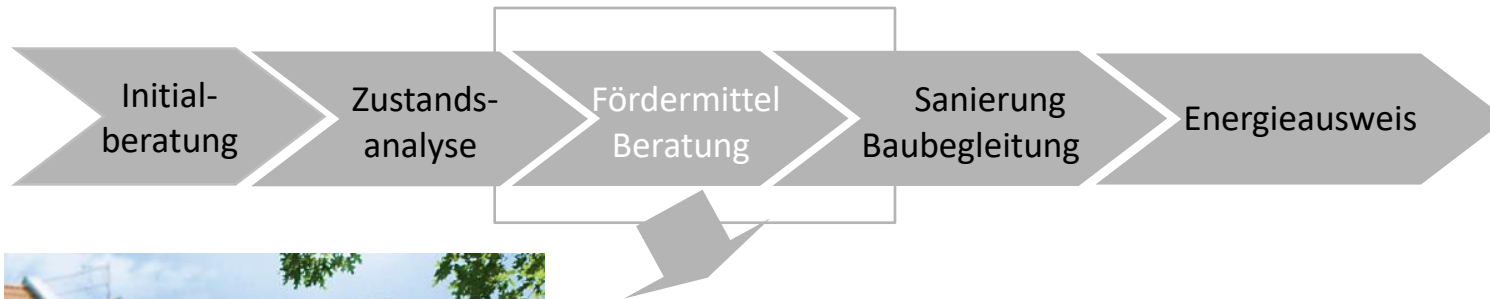 Initial-
beratung
Zustands-
analyse
Fördermittel
Beratung
Sanierung
Baubegleitung
Energieausweis